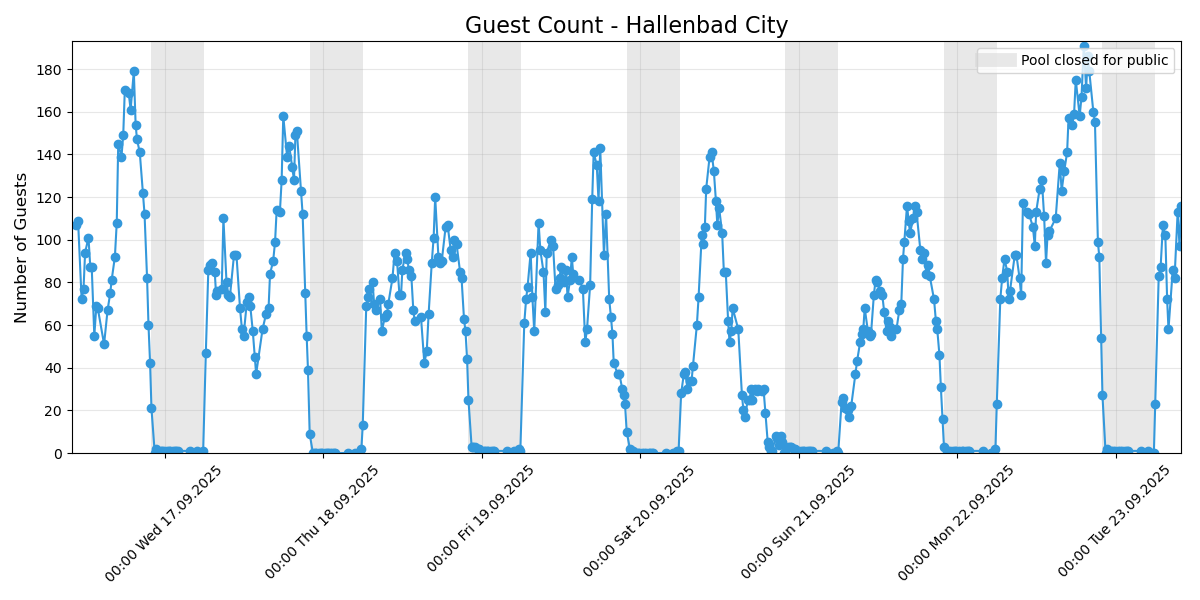 Guest Count - Hallenbad City
Pool closed for public
Number of Guests
180
160
140
120
100
80
60
40
20
0
00:00 Wed 17.09.2025
00:00 Thu 18.09.2025
00:00 Fri 19.09.2025
00:00 Sat 20.09.2025
00:00 Sun 21.09.2025
00:00 Mon 22.09.2025
00:00 Tue 23.09.2025